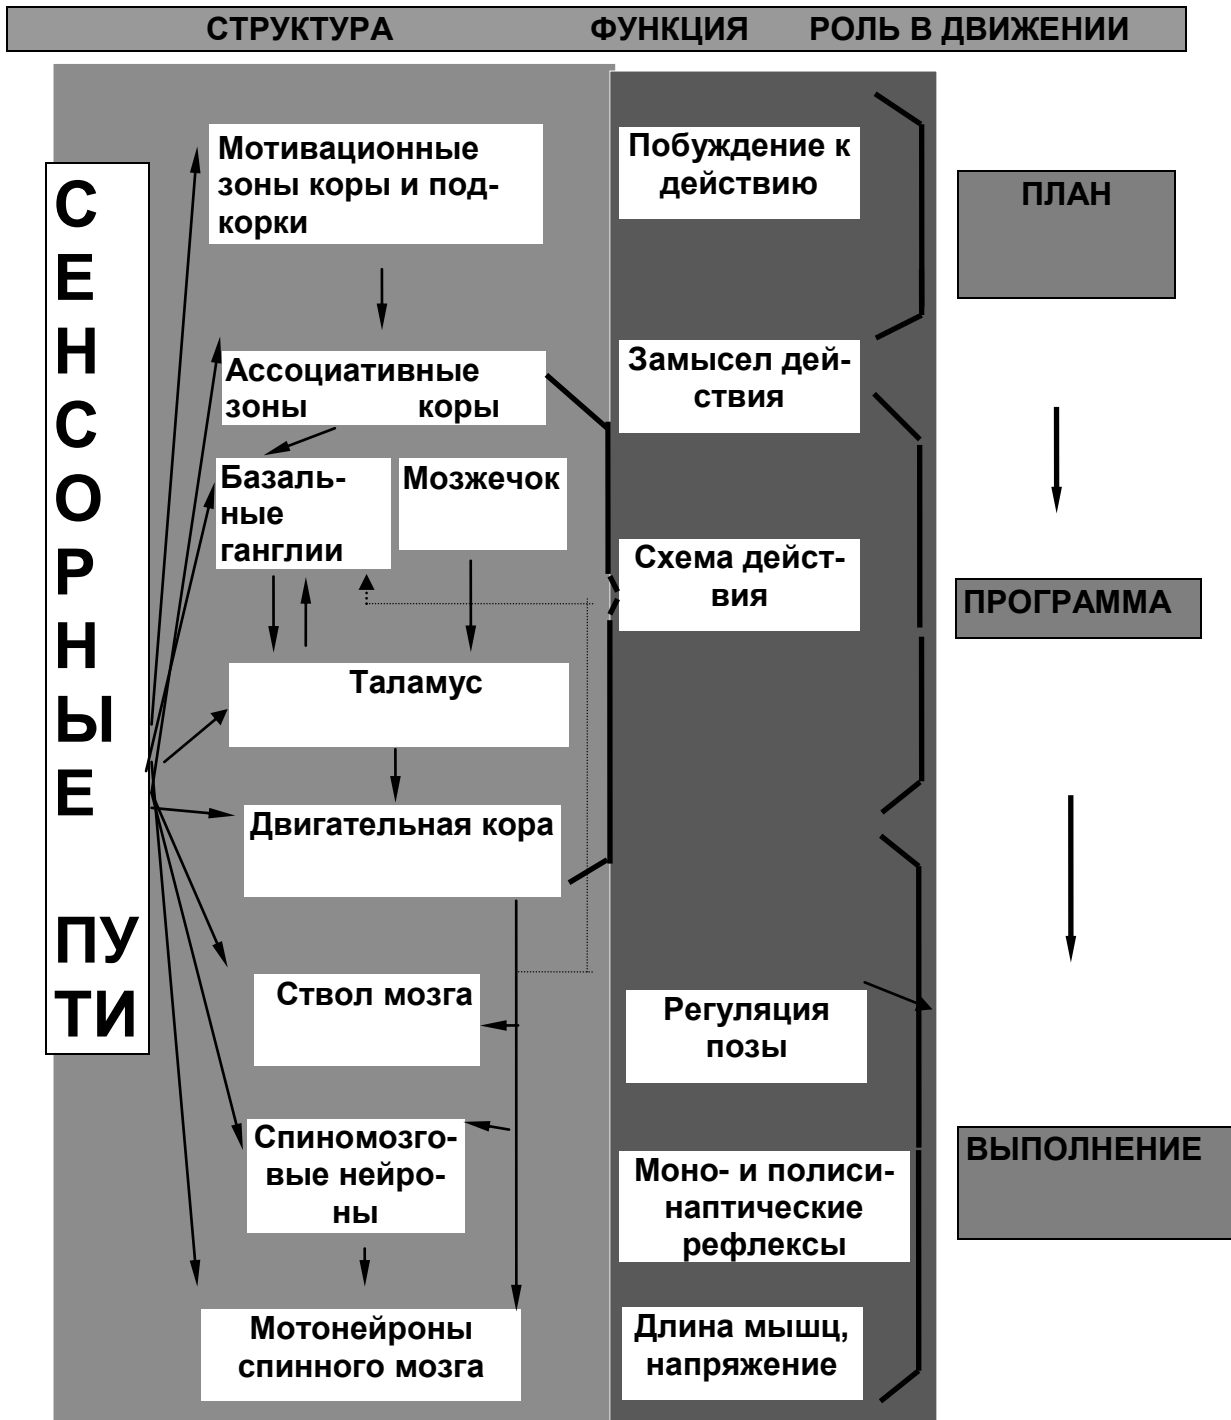 СТРУКТУРА ФУНКЦИЯ РОЛЬ В ДВИЖЕНИИ
СЕНСОРНЫЕ
ПУ
ТИ
Мотивационные
зоны коры и под-
корки
Ассоциативные
зоны коры
Базаль-
ные
ганглии
Мозжечок
Таламус
Двигательная кора
Ствол мозга
Спиномозго-
вые нейро-
ны
Мотонейроны
спинного мозга
Побуждение к
действию
Замысел дей-
ствия
Схема дейст-
вия
Регуляция
позы
Моно- и полиси-
наптические
рефлексы
Длина мышц,
напряжение
ПЛАН
ПРОГРАММА
ВЫПОЛНЕНИЕ